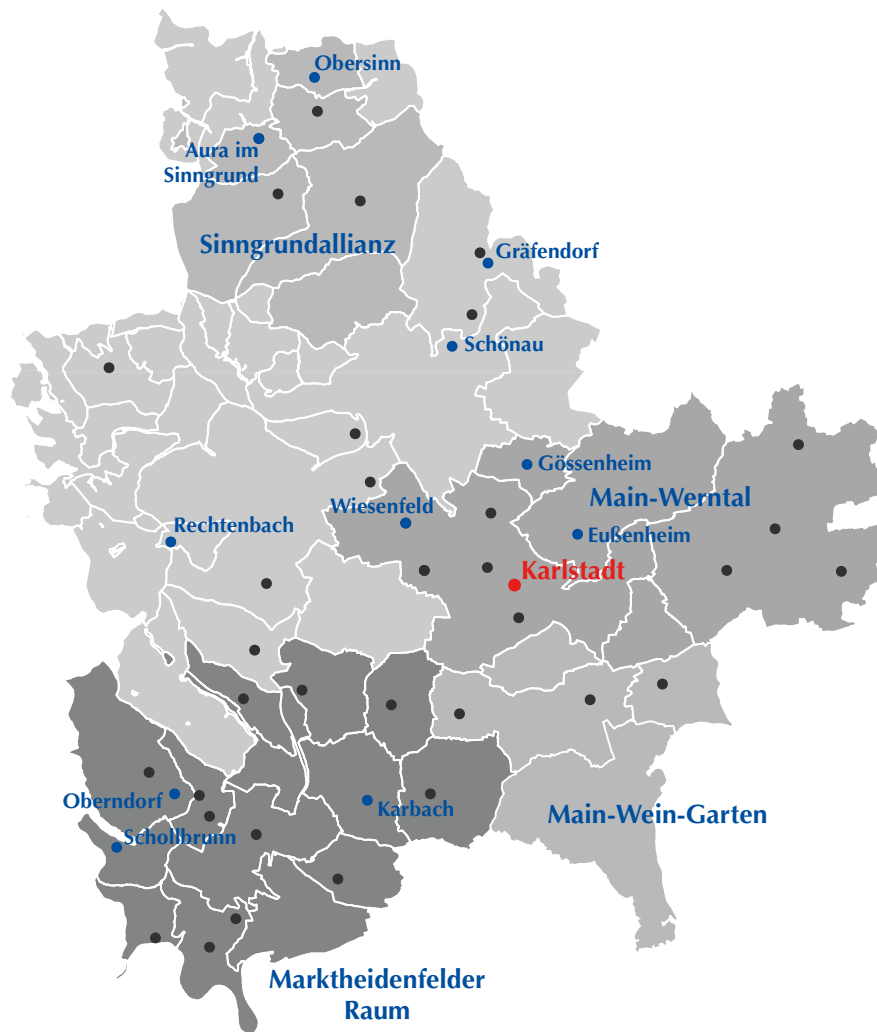 Obersinn
Aura im
Sinngrund
Sinngrundallianz
Gräfendorf
Schönau
Gössenheim
Main-Werntal
Wiesenfeld
Rechtenbach
Eußenheim
Karlstadt
Oberndorf
Karbach
Main-Wein-Garten
Schollbrunn
Marktheidenfelder
Raum